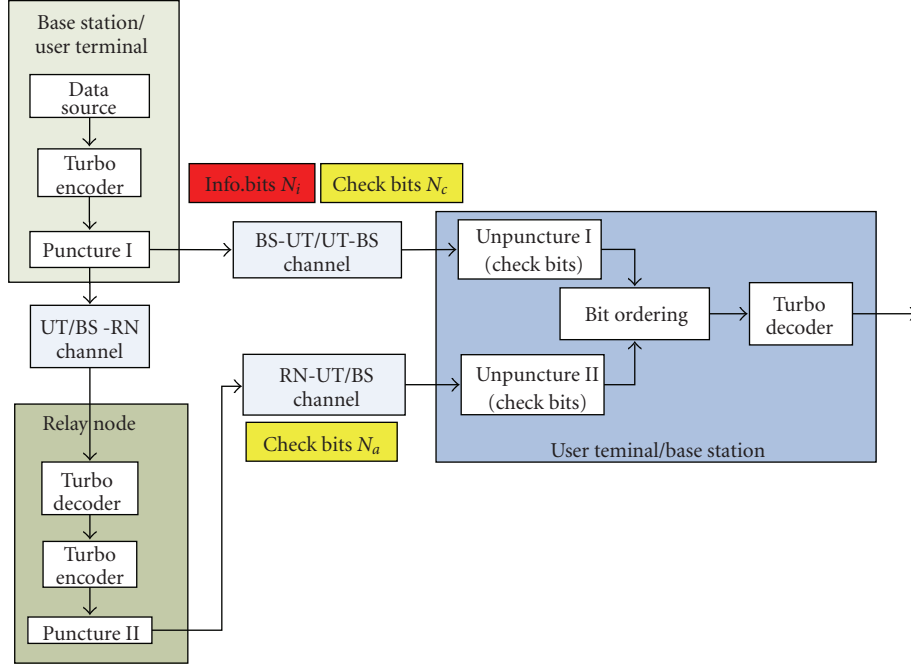 Base station/
user terminal
Data
source
Turbo
encoder
Puncture I
Info.bits N_i
Check bits N_c
BS-UT/UT-BS
channel
Unpuncture I
(check bits)
Bit ordering
Turbo
decoder
UT/BS -RN
channel
RN-UT/BS
channel
Unpuncture II
(check bits)
Check bits N_a
User teminal/base station
Relay node
Turbo
decoder
Turbo
encoder
Puncture II